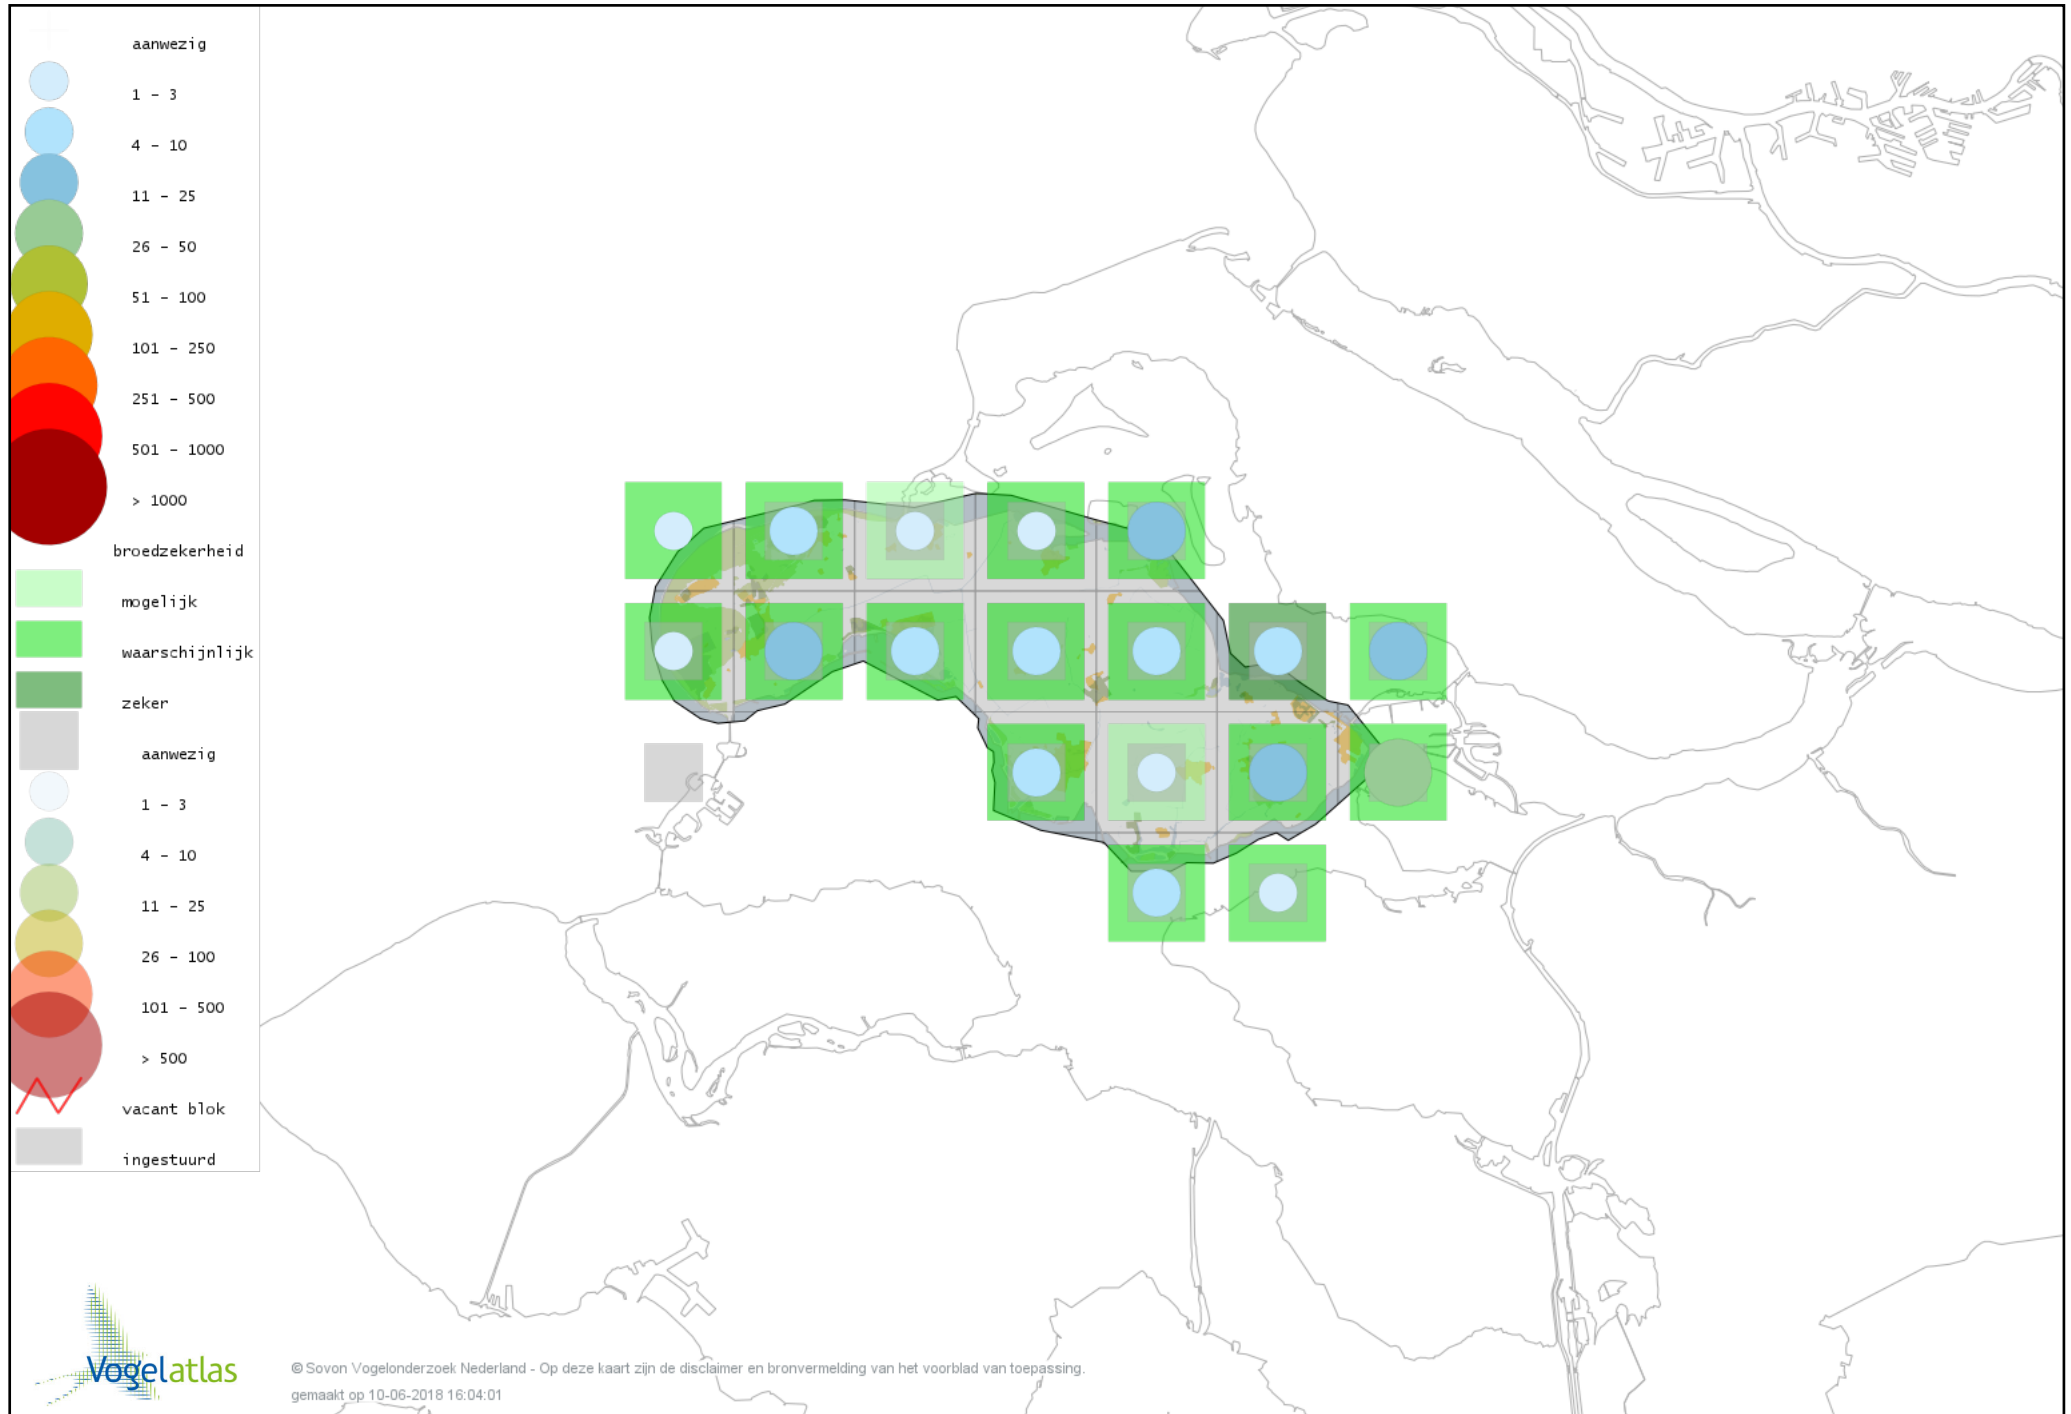 aanwezig
1 - 3
4 - 10
11 - 25
26 - 50
51 - 100
101 - 250
251 - 500
501 - 1000
> 1000
broedzekerheid
mogelijk
waarschijnlijk
zeker
aanwezig
1 - 3
4 - 10
11 - 25
26 - 100
101 - 500
> 500
vacant blok
ingestuurd
Vogelatlas
© Sovon Vogelonderzoek Nederland - Op deze kaart zijn de disclaimer en bronvermelding van het voorblad van toepassing.
gemaakt op 10-06-2018 16:04:01